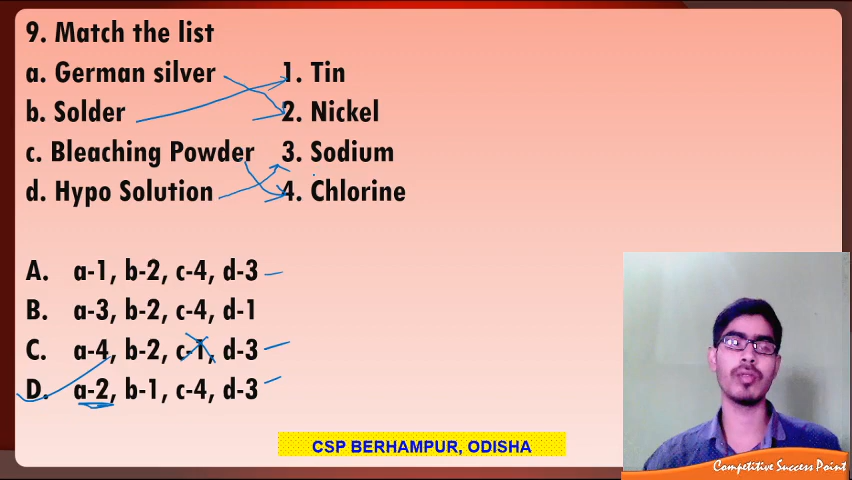 9. Match the list
a. German silver 1. Tin
b. Solder 2. Nickel
c. Bleaching Powder 3. Sodium
d. Hypo Solution 4. Chlorine
A. a-1, b-2, c-4, d-3
B. a-3, b-2, c-4, d-1
C. a-4, b-2, c-1, d-3
D. a-2, b-1, c-4, d-3
CSP BERHAMPUR, ODISHA
Competitive Success Point